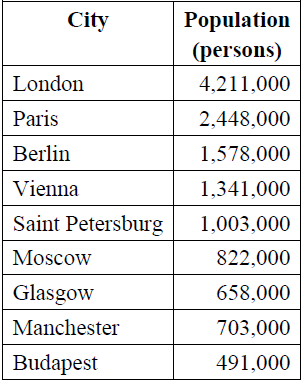 City Population
(persons)
London 4,211,000
Paris 2,448,000
Berlin 1,578,000
Vienna 1,341,000
Saint Petersburg 1,003,000
Moscow 822,000
Glasgow 658,000
Manchester 703,000
Budapest 491,000